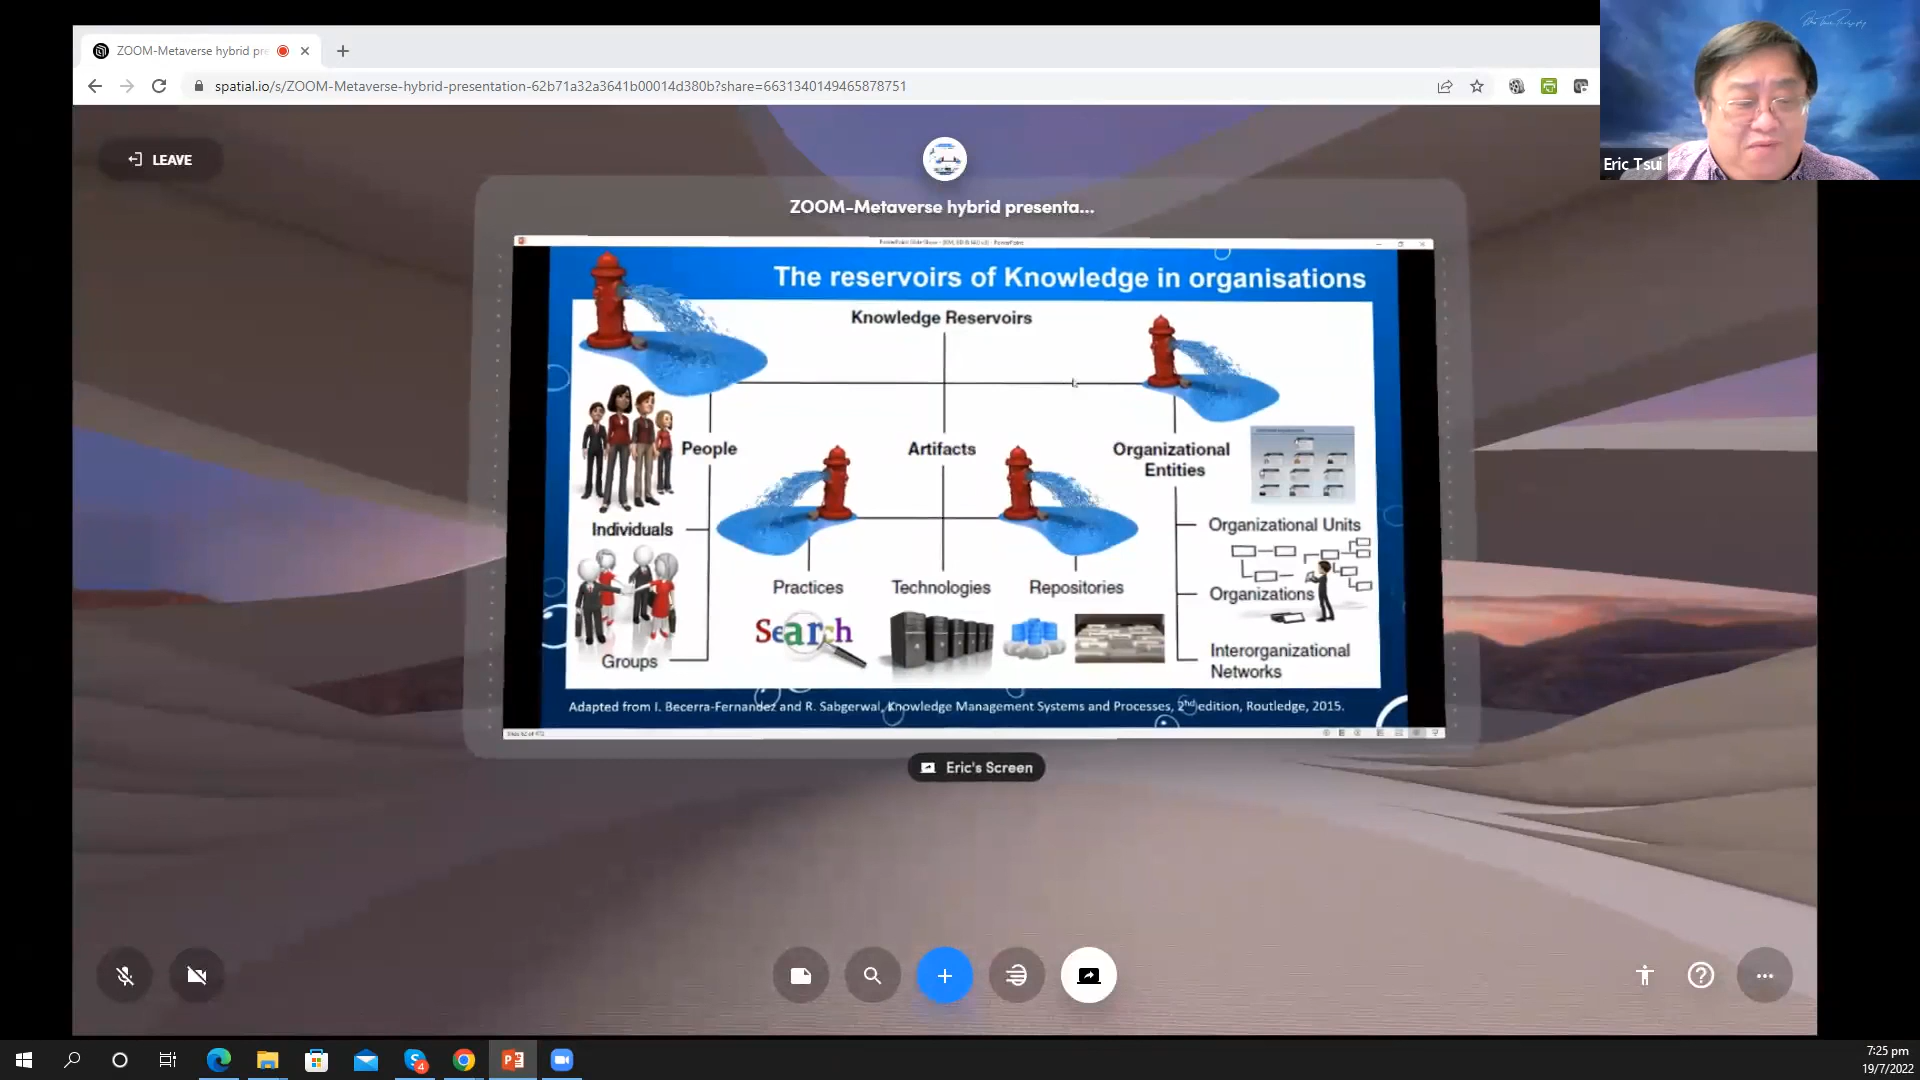 ZOOM-Metaverse hybrid pre
spatial.io/s/ZOOM-Metaverse-hybrid-presentation-62b71a32a3641b00014d380b?share=6631340149465878751
Eric Tsui
LEAVE
ZOOM-Metaverse hybrid presenta...
The reservoirs of Knowledge in organisations
Knowledge Reservoirs
People
Artifacts
Organizational
Entities
Individuals
Organizational Units
Practices
Technologies
Repositories
Organizations
Search
Groups
Interorganizational
Networks
Adapted from I. Becerra-Fernandez and R. Sabgerwal, Knowledge Management Systems and Processes, 2nd edition, Routledge, 2015.
Eric's Screen
4
7:25 pm
19/7/2022